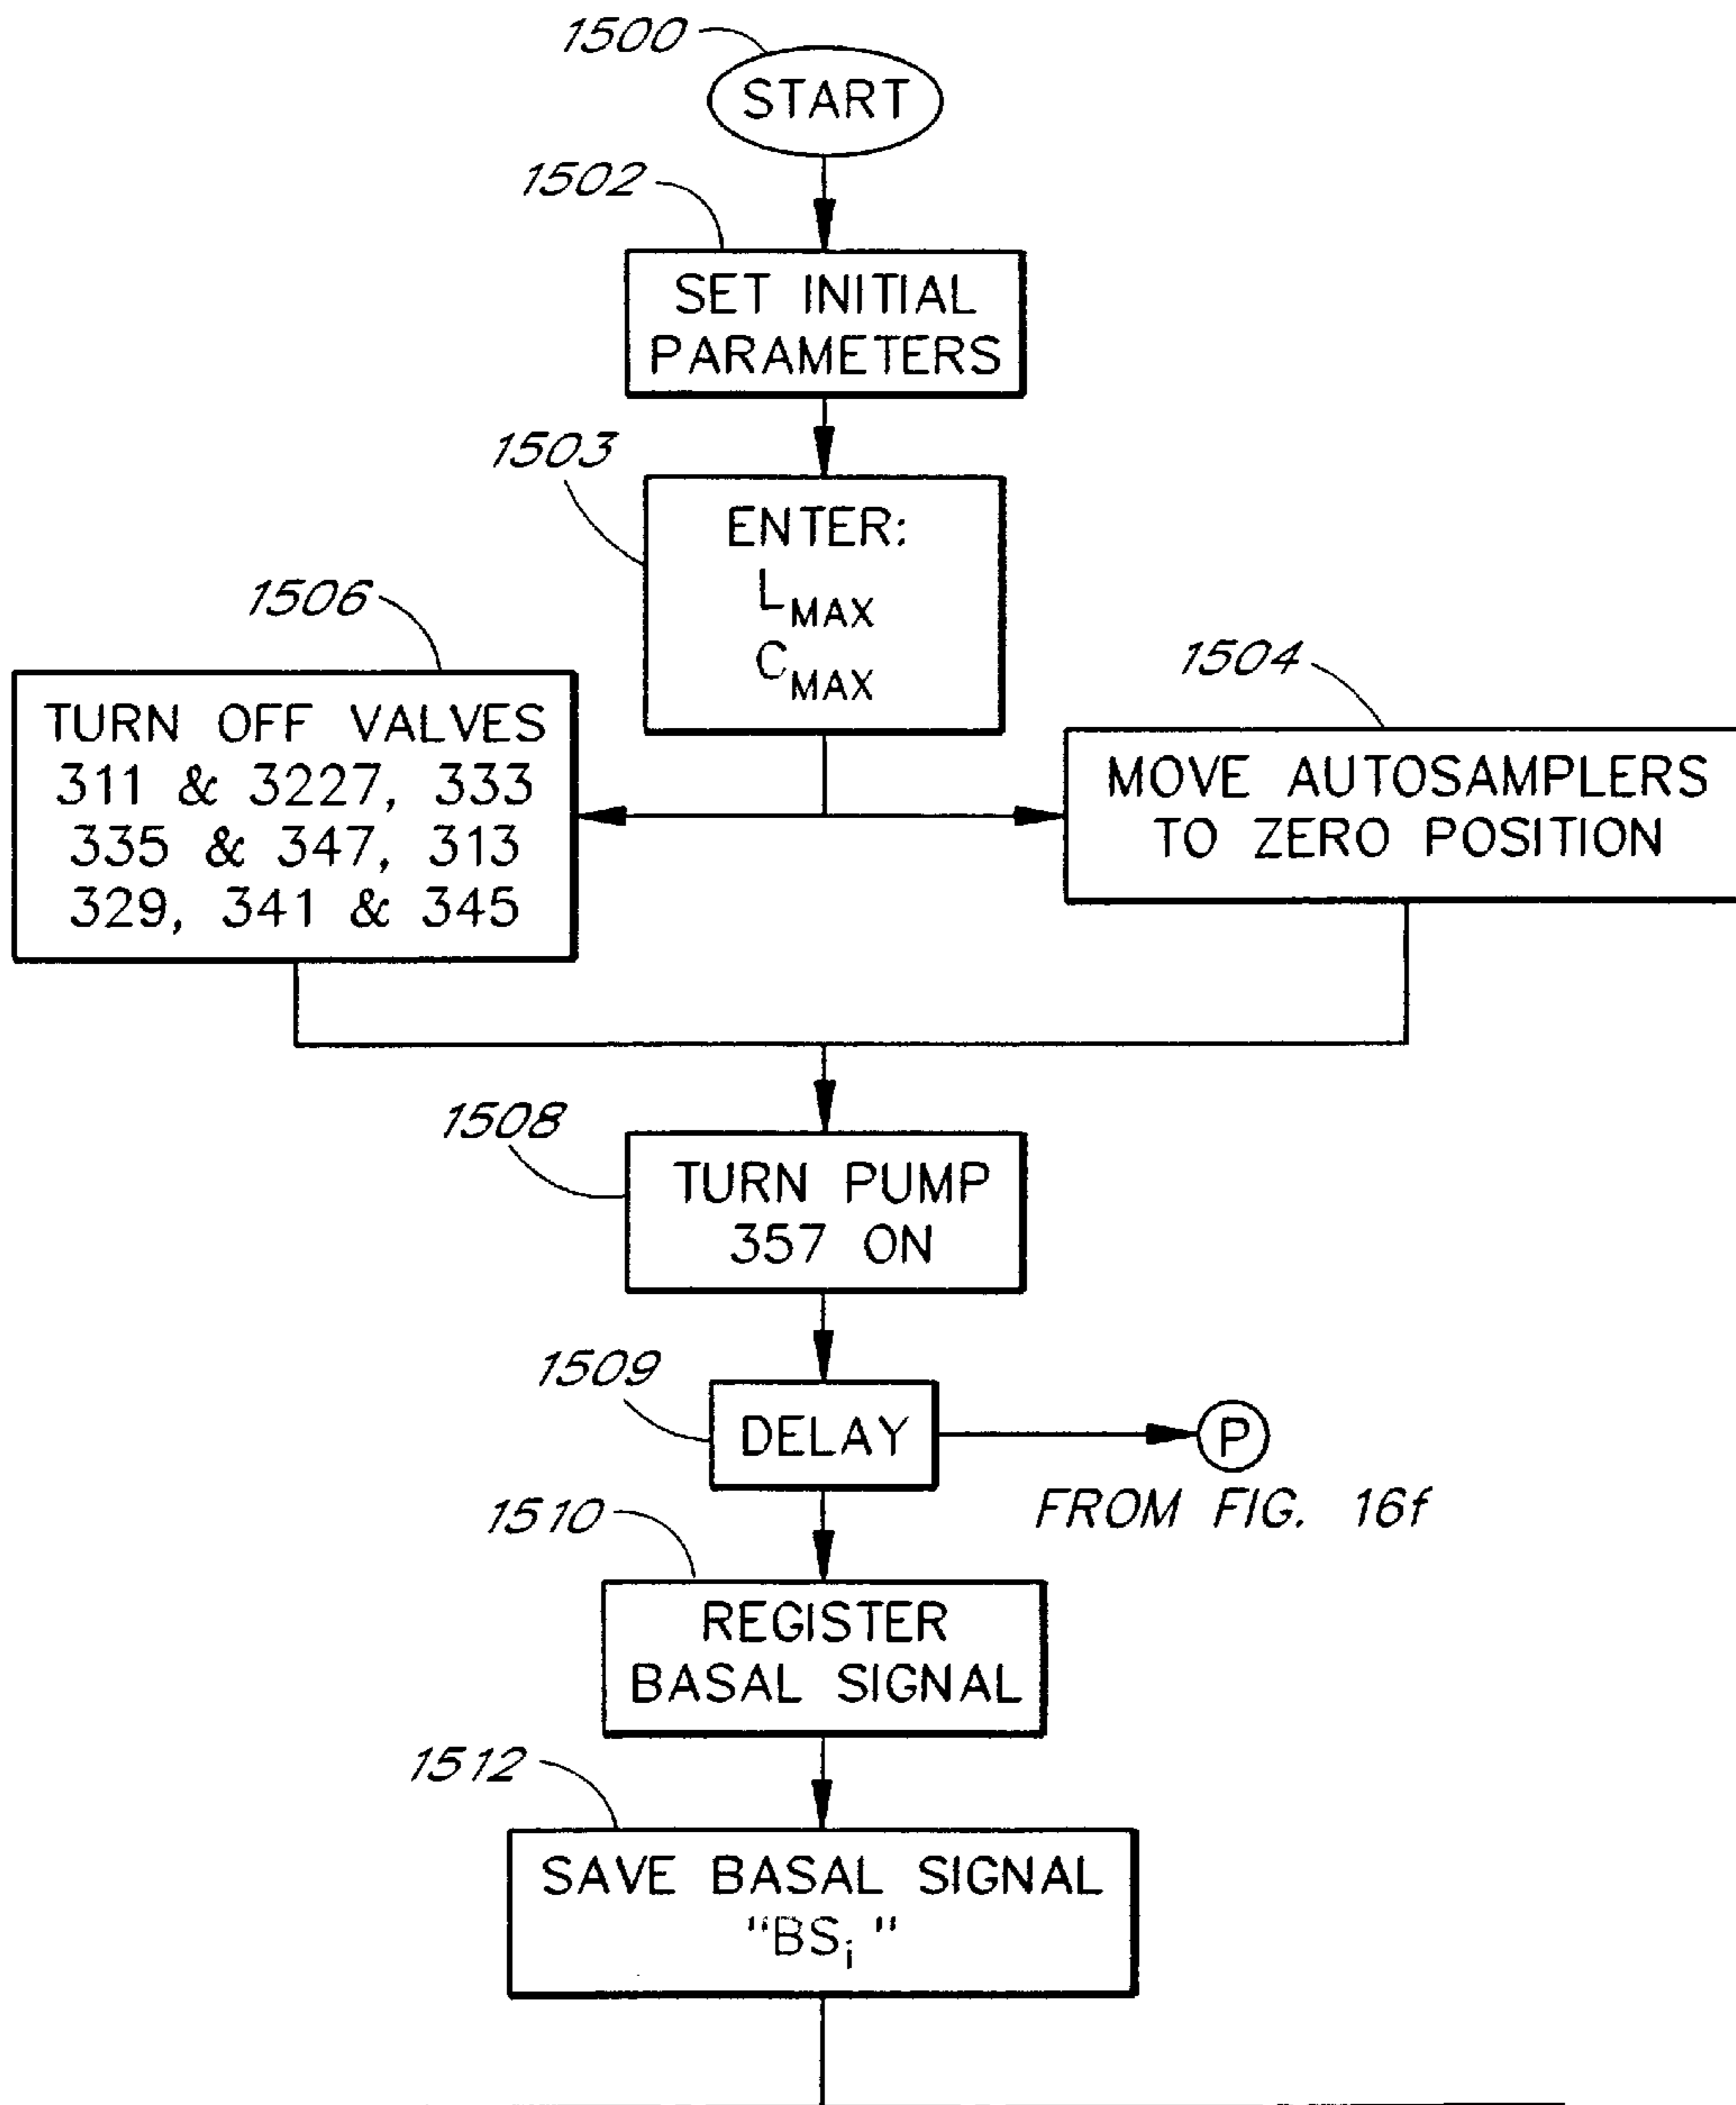 1500
START
1502
SET INITIAL
PARAMETERS
1503
ENTER:
LMAX
CMAX
1506
TURN OFF VALVES
311 & 3227, 333
335 & 347, 313
329, 341 & 345
1504
MOVE AUTOSAMPLERS
TO ZERO POSITION
1508
TURN PUMP
357 ON
1509
DELAY
P
FROM FIG. 16f
1510
REGISTER
BASAL SIGNAL
1512
SAVE BASAL SIGNAL
"BSi"